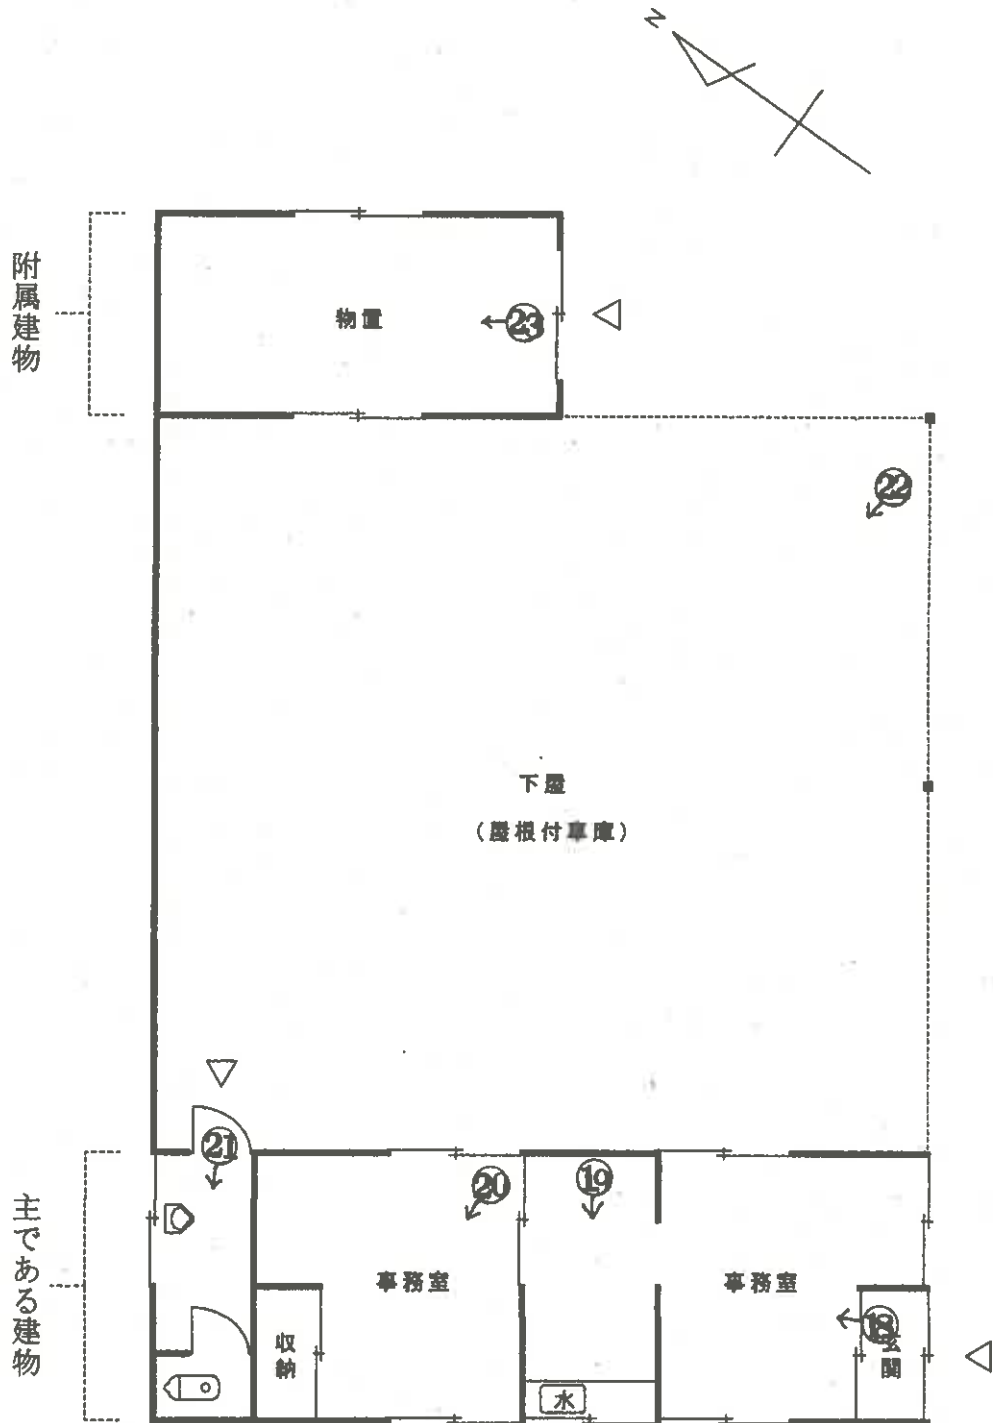 N
附属建物
物置
㉓
㉒
下屋
（屋根付車庫）
㉑
⑳
⑲
主である建物
事務室
事務室
⑱
玄関
収納
水